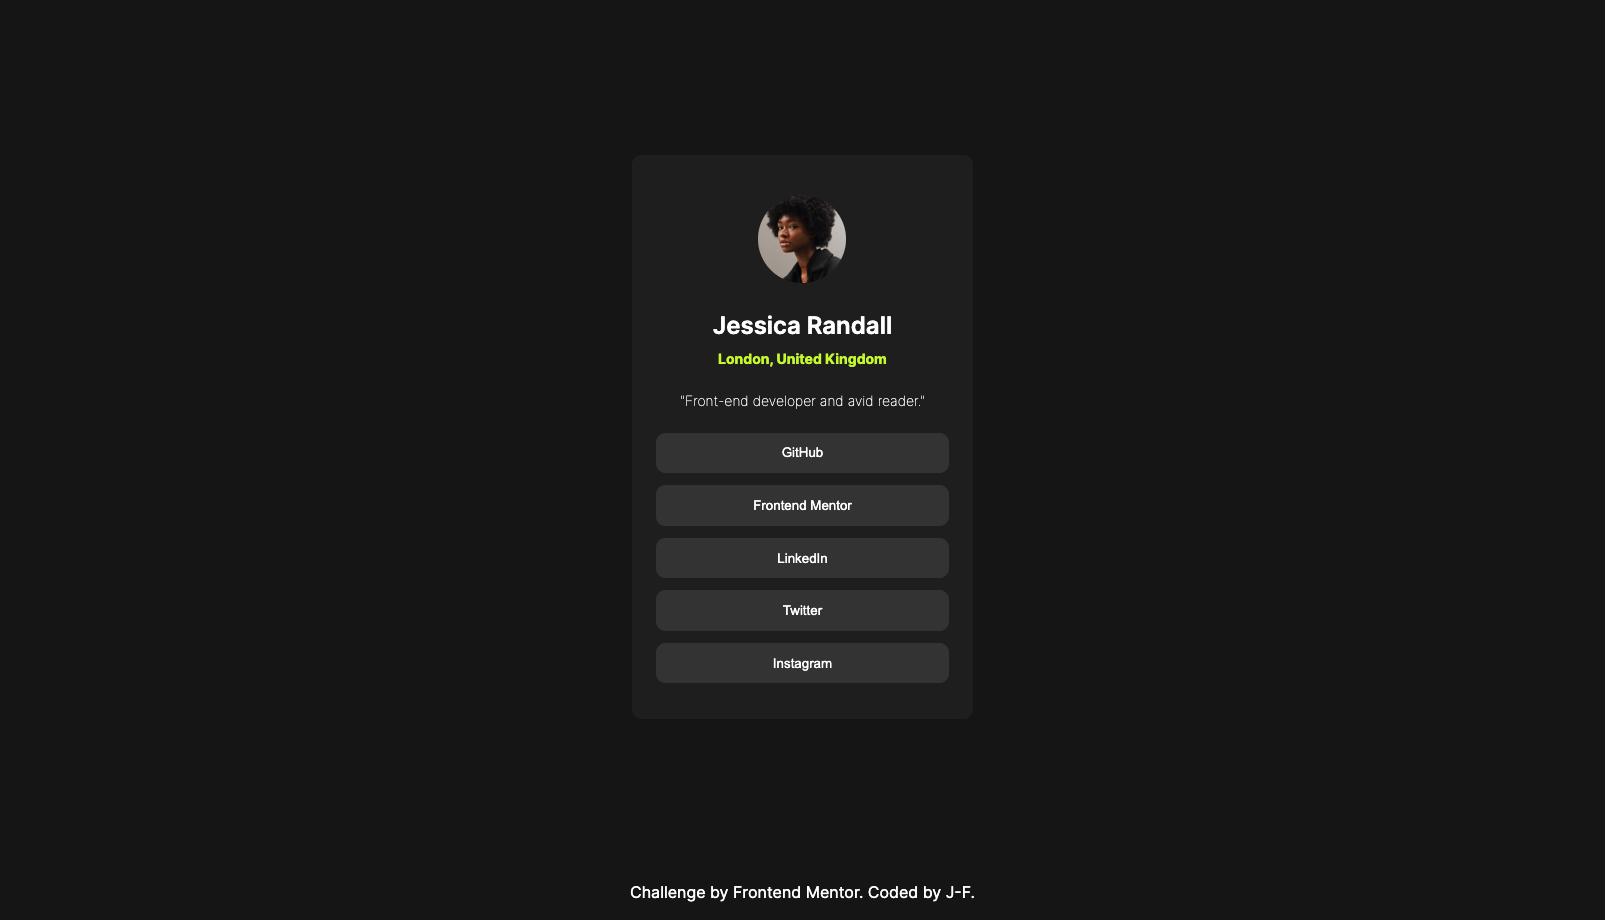 Jessica Randall
London, United Kingdom
"Front-end developer and avid reader."
GitHub
Frontend Mentor
LinkedIn
Twitter
Instagram
Challenge by Frontend Mentor. Coded by J-F.